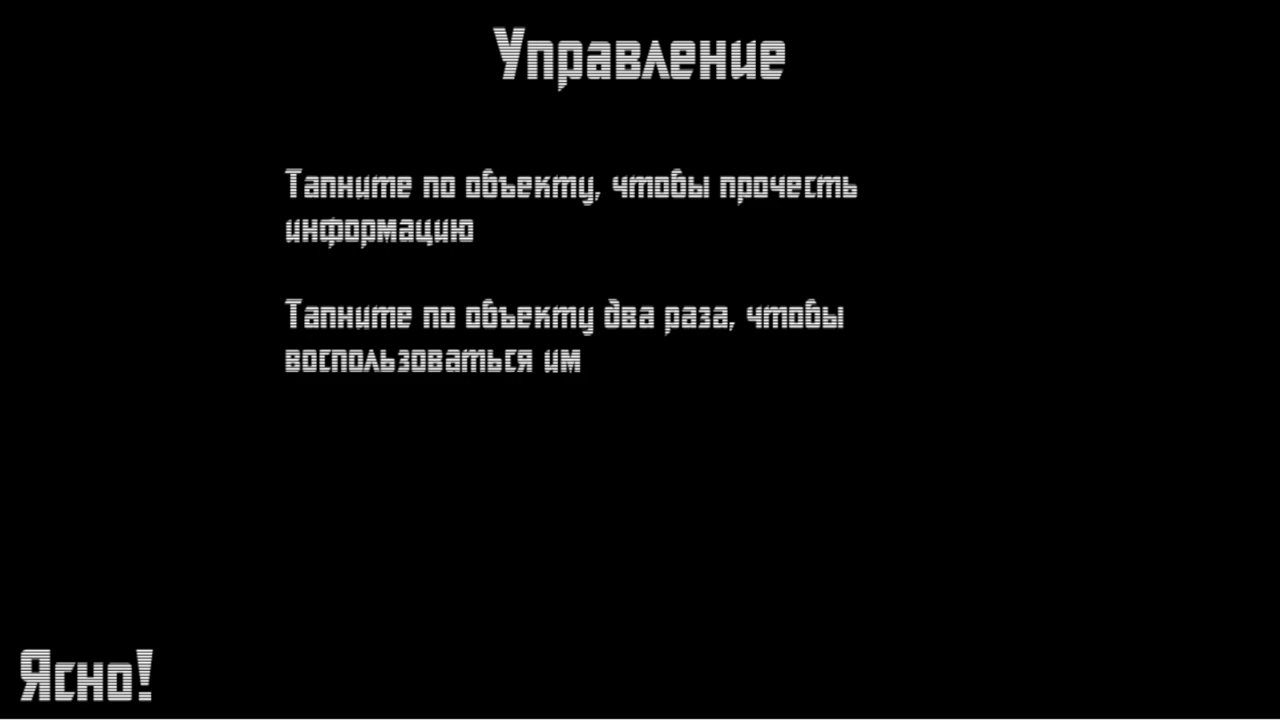 Управление
Тапните по объекту, чтобы прочесть
информацию
Тапните по объекту два раза, чтобы
воспользоваться им
Ясно!